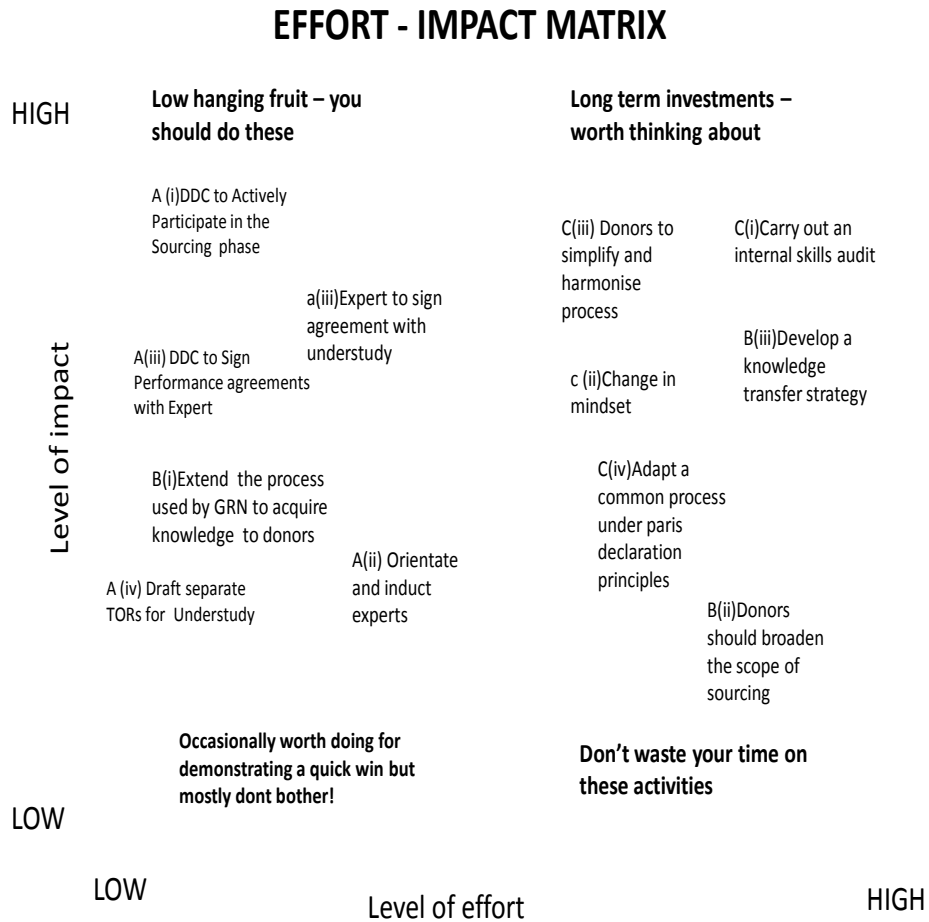 EFFORT - IMPACT MATRIX
HIGH
Low hanging fruit – you
should do these
Long term investments –
worth thinking about
A (i)DDC to Actively
Participate in the
Sourcing phase
C(iii) Donors to
simplify and
harmonise
process
C(i)Carry out an
internal skills audit
a(iii)Expert to sign
agreement with
understudy
A(iii) DDC to Sign
Performance agreements
with Expert
B(iii)Develop a
knowledge
transfer strategy
c (ii)Change in
mindset
Level of impact
B(i)Extend the process
used by GRN to acquire
knowledge to donors
C(iv)Adapt a
common process
under paris
declaration
principles
A(ii) Orientate
and induct
experts
A (iv) Draft separate
TORs for Understudy
B(ii)Donors
should broaden
the scope of
sourcing
Occasionally worth doing for
demonstrating a quick win but
mostly dont bother!
Don’t waste your time on
these activities
LOW
LOW
Level of effort
HIGH